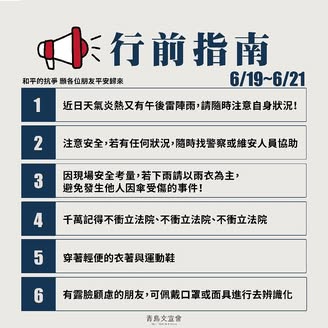 行前指南
和平的抗爭 願各位朋友平安歸來
6/19~6/21
1
近日天氣炎熱又有午後雷陣雨，請隨時注意自身狀況！
2
注意安全，若有任何狀況，隨時找警察或維安人員協助
3
因現場安全考量，若下雨請以雨衣為主，
避免發生他人因傘受傷的事件！
4
千萬記得不衝立法院、不衝立法院、不衝立法院
5
穿著輕便的衣著與運動鞋
6
有露臉顧慮的朋友，可佩戴口罩或面具進行去辨識化
青鳥文宣會